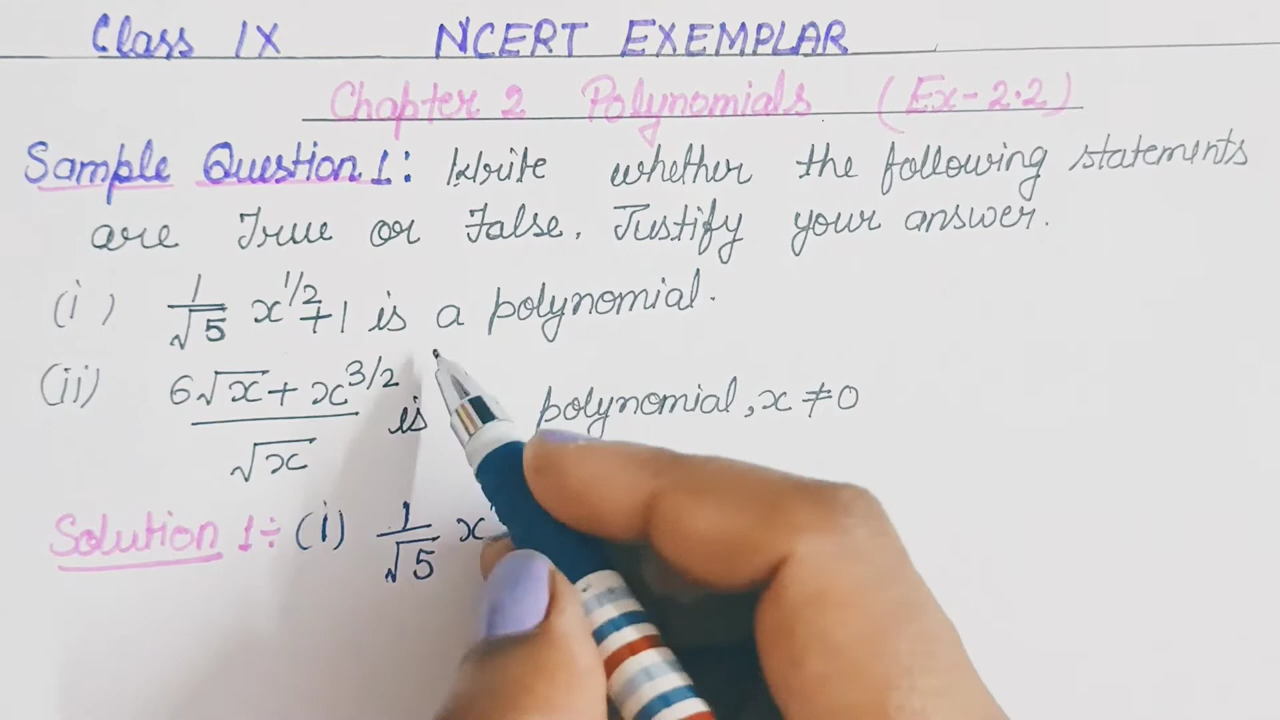 Class IX NCERT EXEMPLAR
Chapter 2 Polynomials (Ex-2.2)
Sample Question 1: Write whether the following statements
are True or False. Justify your answer.
(i) 1/√5 x^1/2 + 1 is a polynomial.
(ii) 6√x + x^3/2 / √x is polynomial, x ≠ 0
Solution 1÷ (i) 1/√5 x